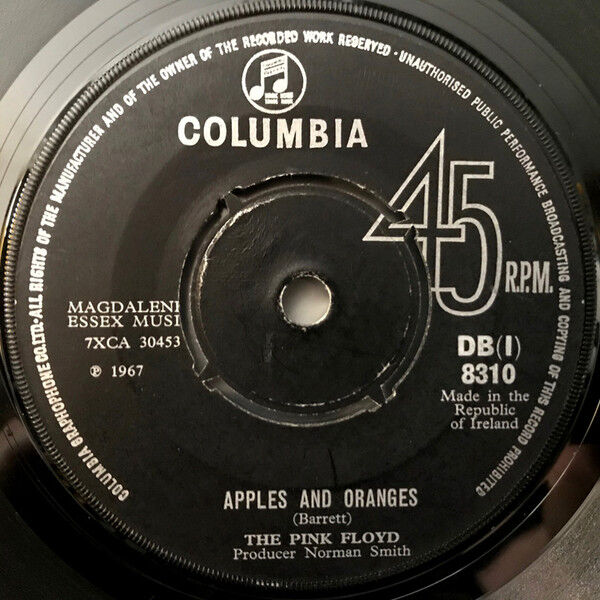 COLUMBIA GRAPHOPHONE CO. LTD·ALL RIGHTS OF THE MANUFACTURER AND OF THE OWNER OF THE RECORDED WORK RESERVED · UNAUTHORISED PUBLIC PERFORMANCE BROADCASTING AND COPYING OF THIS RECORD PROHIBITED
COLUMBIA
45
R.P.M.
MAGDALENE
ESSEX MUSI
7XCA 30453
℗ 1967
DB(I)
8310
Made in the
Republic
of Ireland
APPLES AND ORANGES
(Barrett)
THE PINK FLOYD
Producer Norman Smith